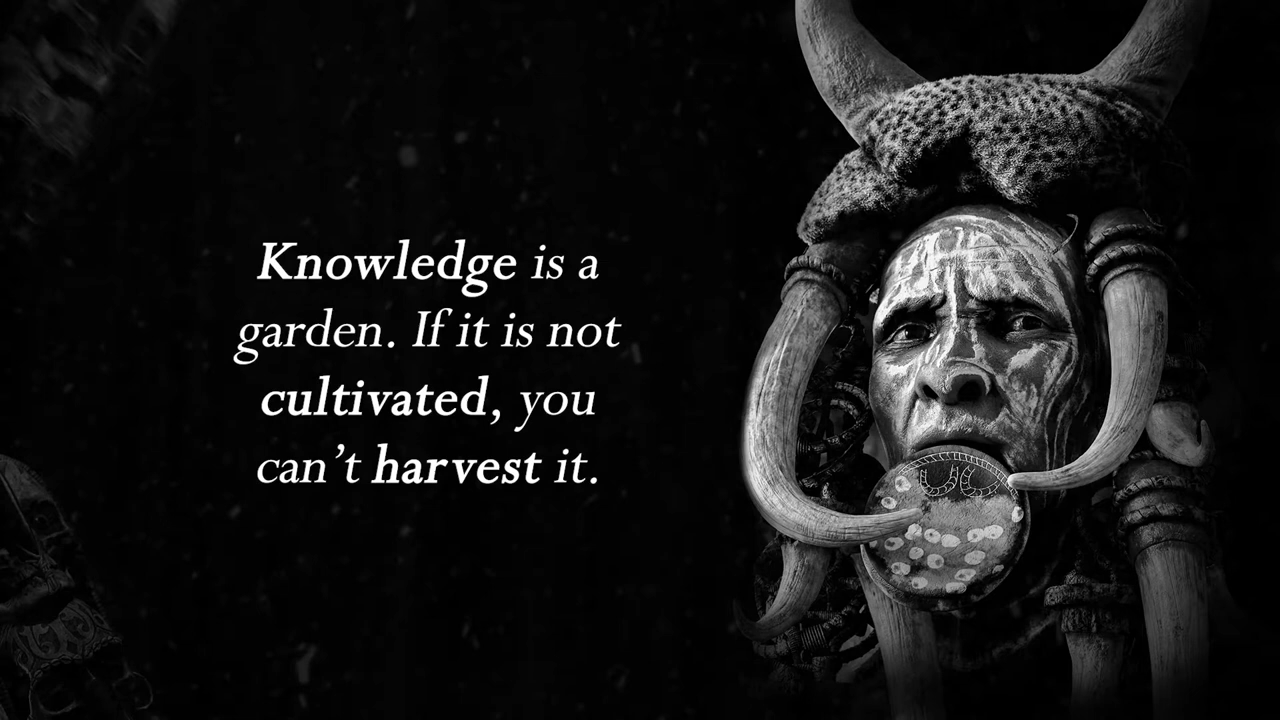 Knowledge is a
garden. If it is not
cultivated, you
can’t harvest it.